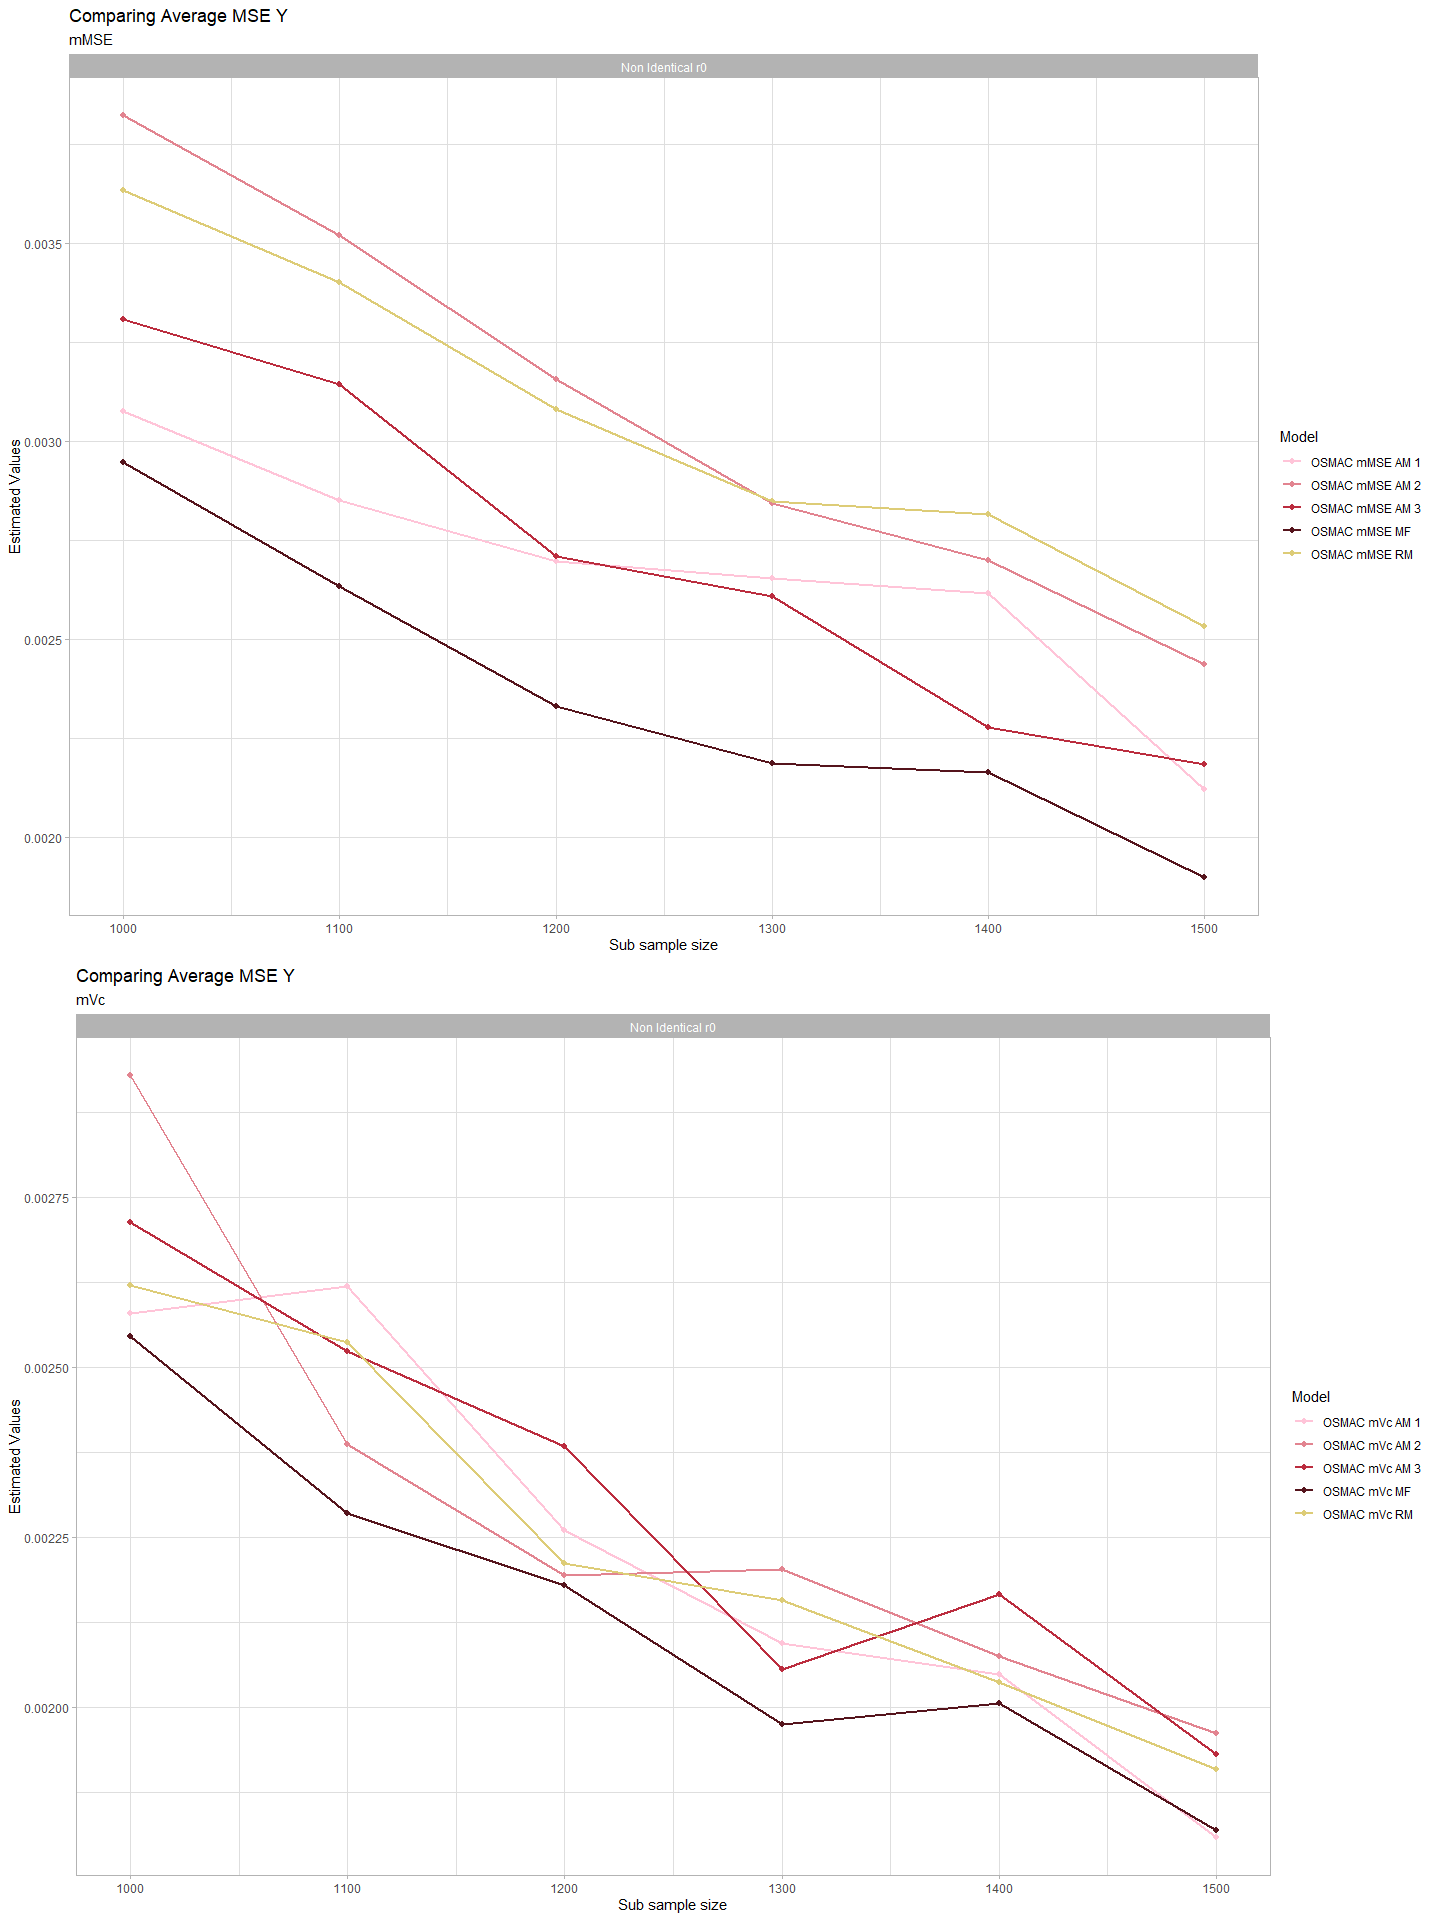 Comparing Average MSE Y
mMSE
Non Identical r0
0.0035
0.0030
0.0025
0.0020
Estimated Values
1000 1100 1200 1300 1400 1500
Sub sample size
Model
OSMAC mMSE AM 1
OSMAC mMSE AM 2
OSMAC mMSE AM 3
OSMAC mMSE MF
OSMAC mMSE RM
Comparing Average MSE Y
mVc
Non Identical r0
0.00275
0.00250
0.00225
0.00200
Estimated Values
1000 1100 1200 1300 1400 1500
Sub sample size
Model
OSMAC mVc AM 1
OSMAC mVc AM 2
OSMAC mVc AM 3
OSMAC mVc MF
OSMAC mVc RM